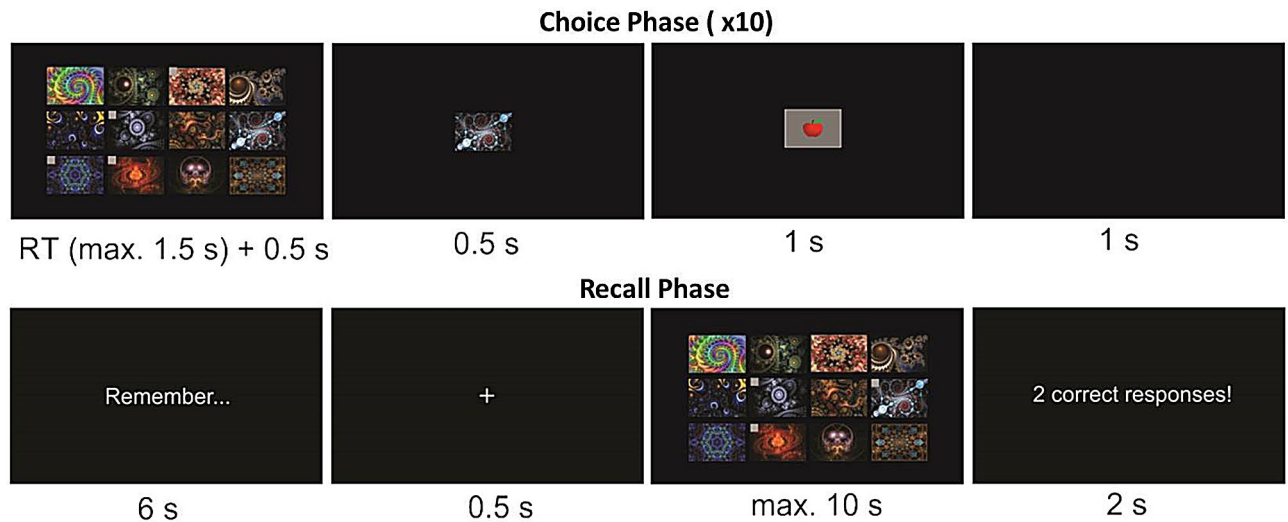 Choice Phase ( x10)
RT (max. 1.5 s) + 0.5 s
0.5 s
1 s
1 s
Recall Phase
Remember...
+
2 correct responses!
6 s
0.5 s
max. 10 s
2 s